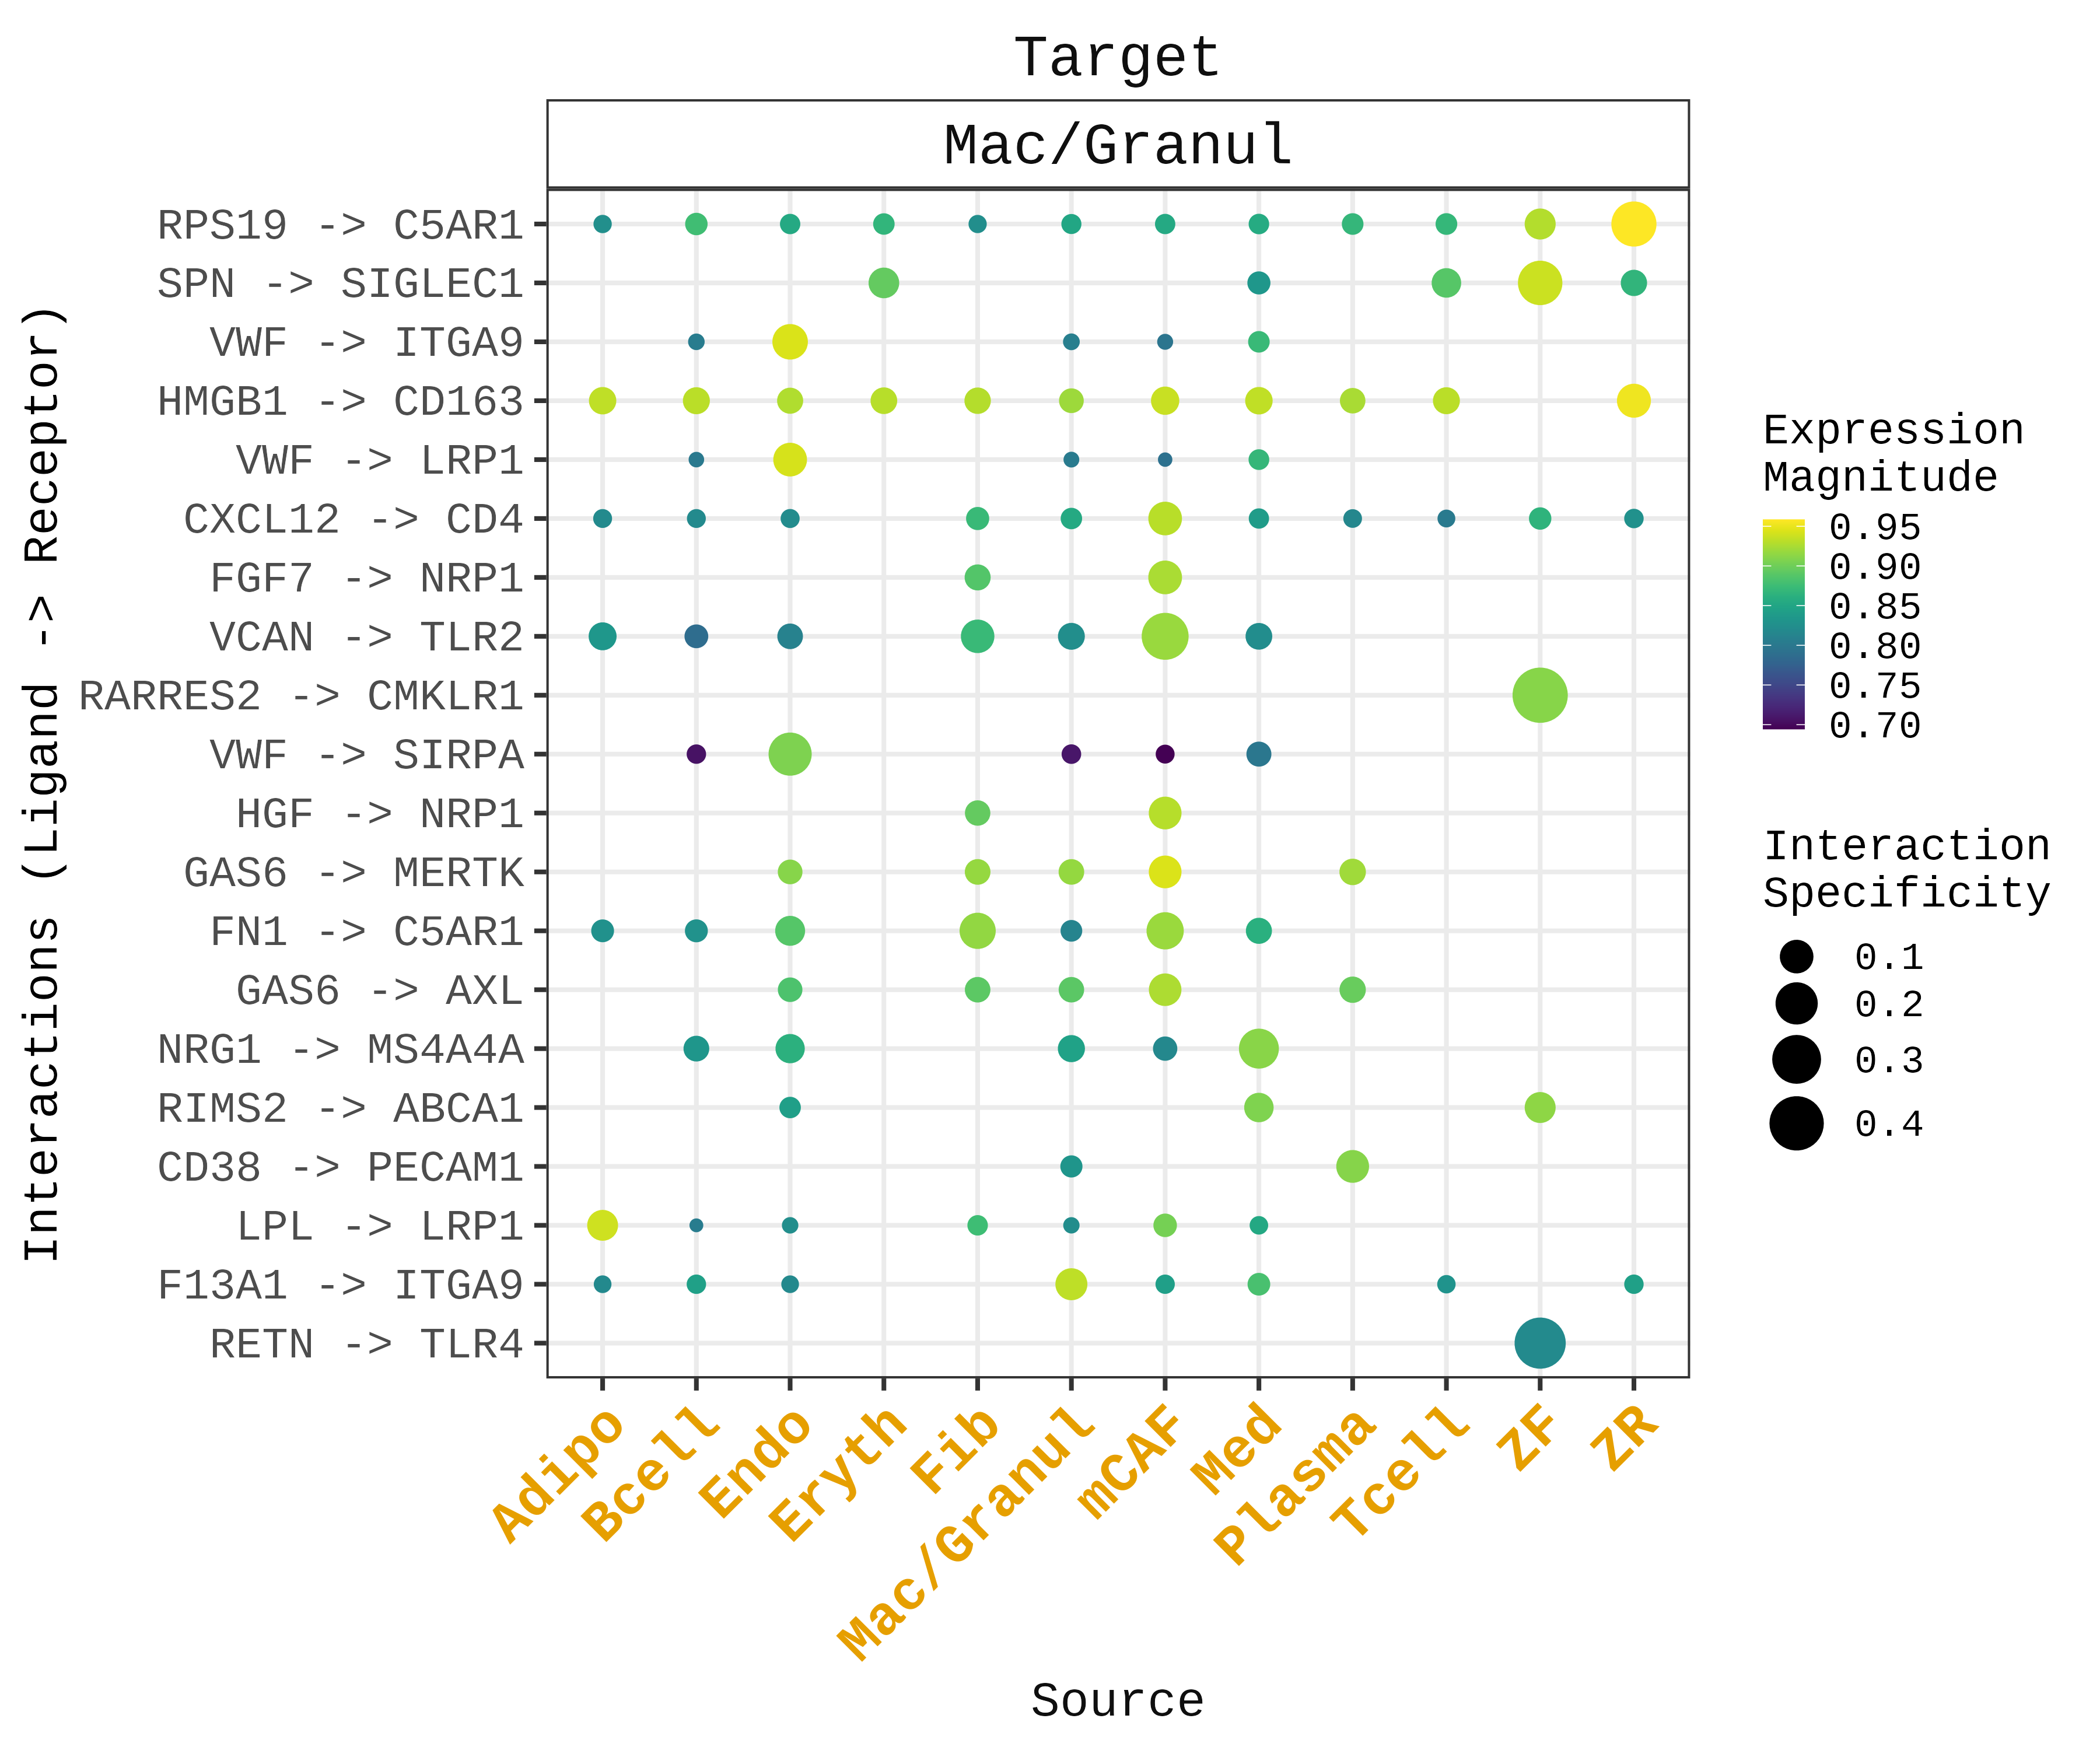 Target
Mac/Granul
Interactions (Ligand -> Receptor)
RPS19 -> C5AR1
SPN -> SIGLEC1
VWF -> ITGA9
HMGB1 -> CD163
VWF -> LRP1
CXCL12 -> CD4
FGF7 -> NRP1
VCAN -> TLR2
RARRES2 -> CMKLR1
VWF -> SIRPA
HGF -> NRP1
GAS6 -> MERTK
FN1 -> C5AR1
GAS6 -> AXL
NRG1 -> MS4A4A
RIMS2 -> ABCA1
CD38 -> PECAM1
LPL -> LRP1
F13A1 -> ITGA9
RETN -> TLR4
Adipo
Bcell
Endo
Eryth
Fib
Mac/Granul
mCAF
Med
Plasma
Tcell
ZF
ZR
Source
Expression
Magnitude
0.95
0.90
0.85
0.80
0.75
0.70
Interaction
Specificity
0.1
0.2
0.3
0.4